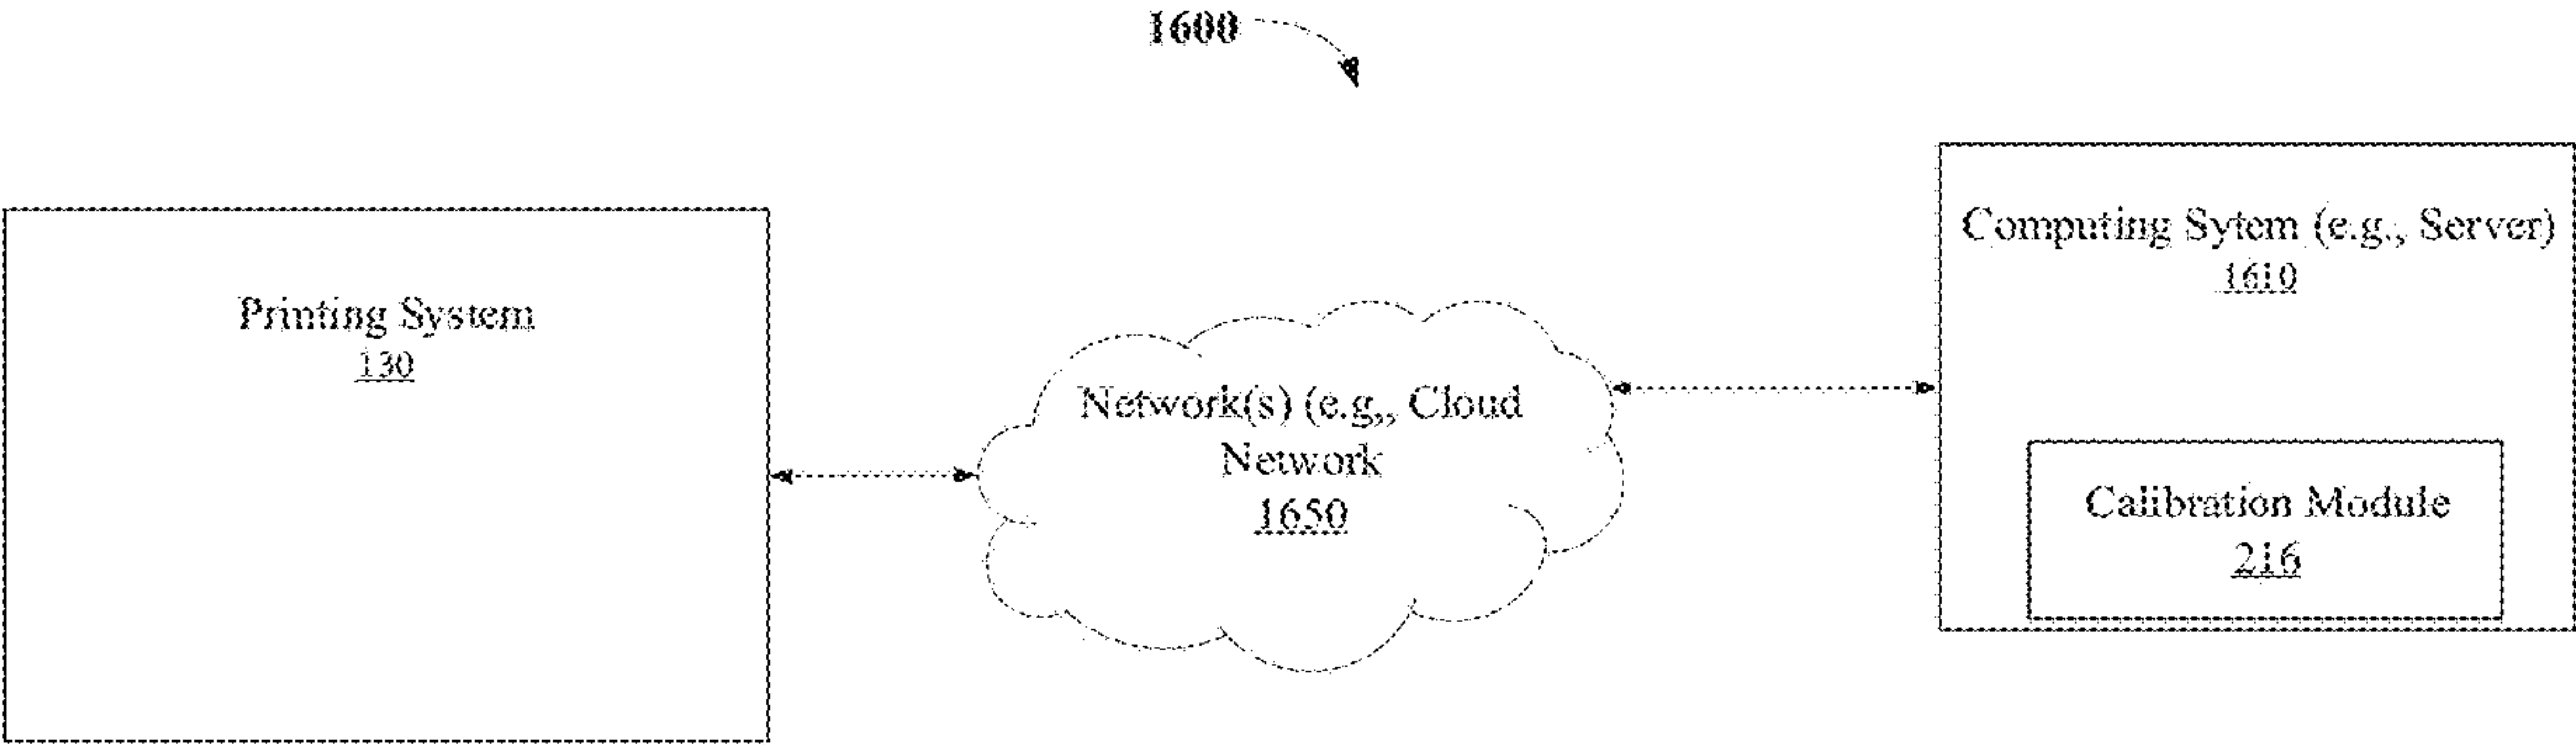 1600
Printing System
130
Network(s) (e.g,, Cloud
Network
1650
Computing Sytem (e.g., Server)
1610
Calibration Module
216